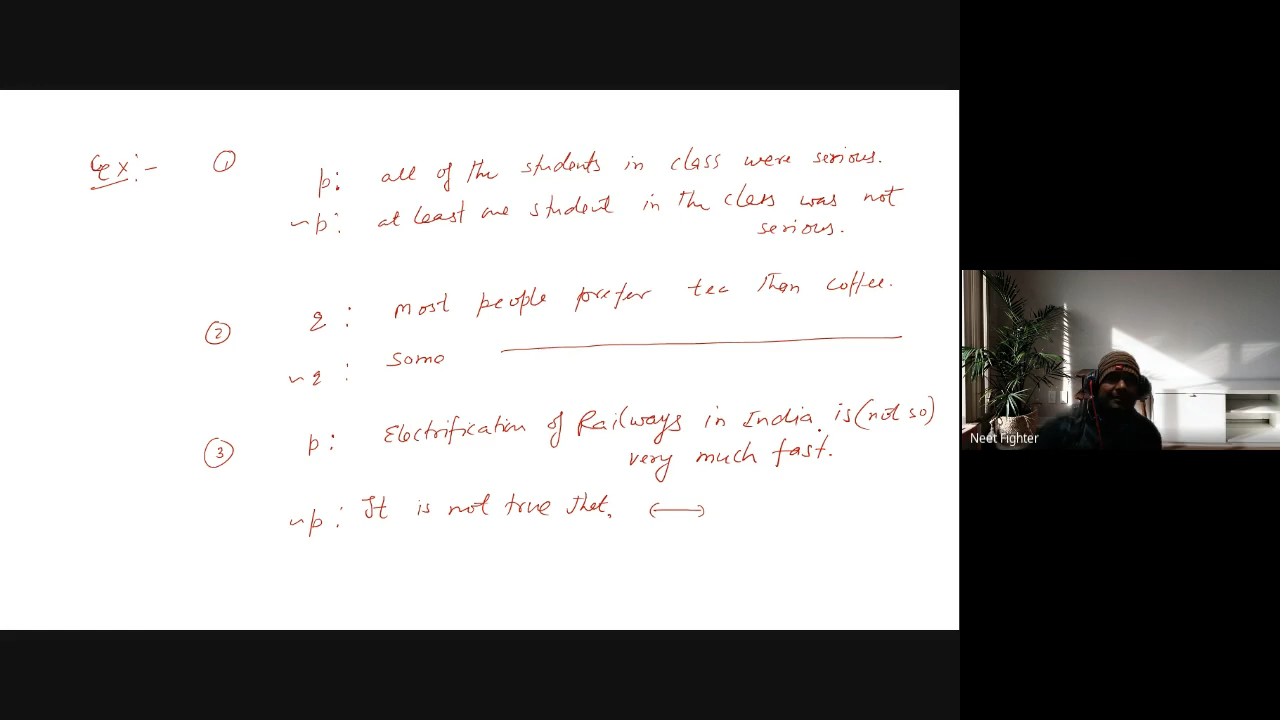 Ex:- ① p: all of the students in class were serious.
~p: at least one student in the class was not
serious.
② q: most people prefer tea than coffee.
~q: some
③ p: Electrification of Railways in India is (not so)
very much fast.
~p: It is not true that,
Neet Fighter